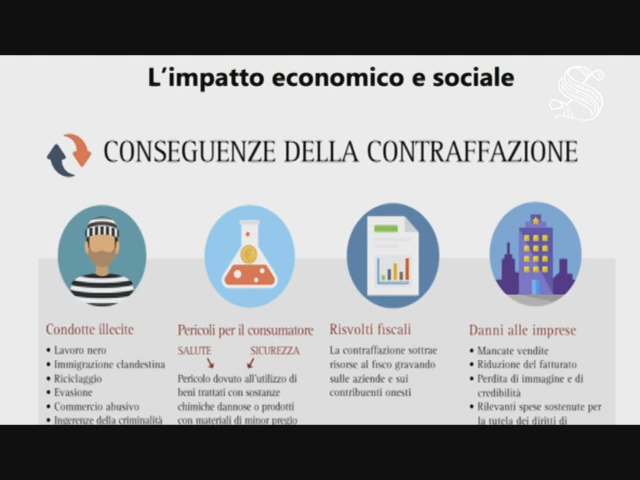 L'impatto economico e sociale
CONSEGUENZE DELLA CONTRAFFAZIONE
Condotte illecite
• Lavoro nero
• Immigrazione clandestina
• Riciclaggio
• Evasione
• Commercio abusivo
• Ingerenze della criminalità
Pericoli per il consumatore
SALUTE SICUREZZA
Pericolo dovuto all'utilizzo di
beni trattati con sostanze
chimiche dannose o prodotti
con materiali di minor pregio
Risvolti fiscali
La contraffazione sottrae
risorse al fisco gravando
sulle aziende e sui
contribuenti onesti
Danni alle imprese
• Mancate vendite
• Riduzione del fatturato
• Perdita di immagine e di
credibilità
• Rilevanti spese sostenute per
la tutela dei diritti di